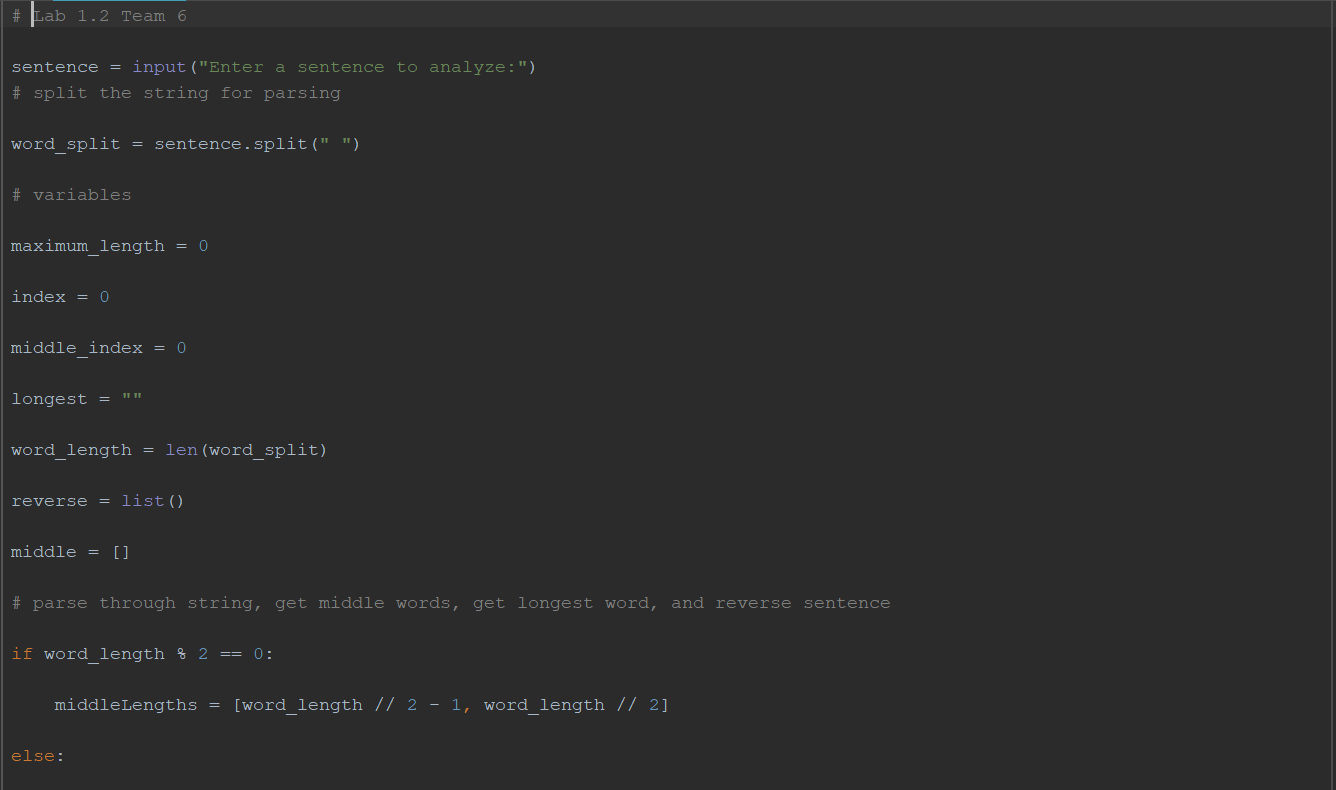 # Lab 1.2 Team 6
sentence = input("Enter a sentence to analyze:")
# split the string for parsing
word_split = sentence.split(" ")
# variables
maximum_length = 0
index = 0
middle_index = 0
longest = ""
word_length = len(word_split)
reverse = list()
middle = []
# parse through string, get middle words, get longest word, and reverse sentence
if word_length % 2 == 0:
    middleLengths = [word_length // 2 - 1, word_length // 2]
else: